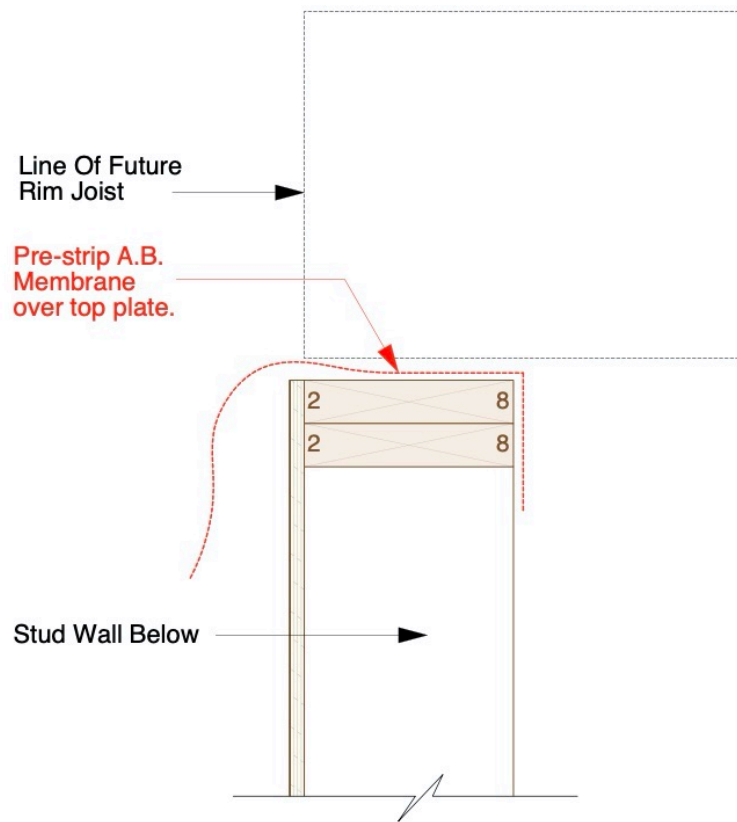 Line Of Future
Rim Joist
Pre-strip A.B.
Membrane
over top plate.
2 8
2 8
Stud Wall Below